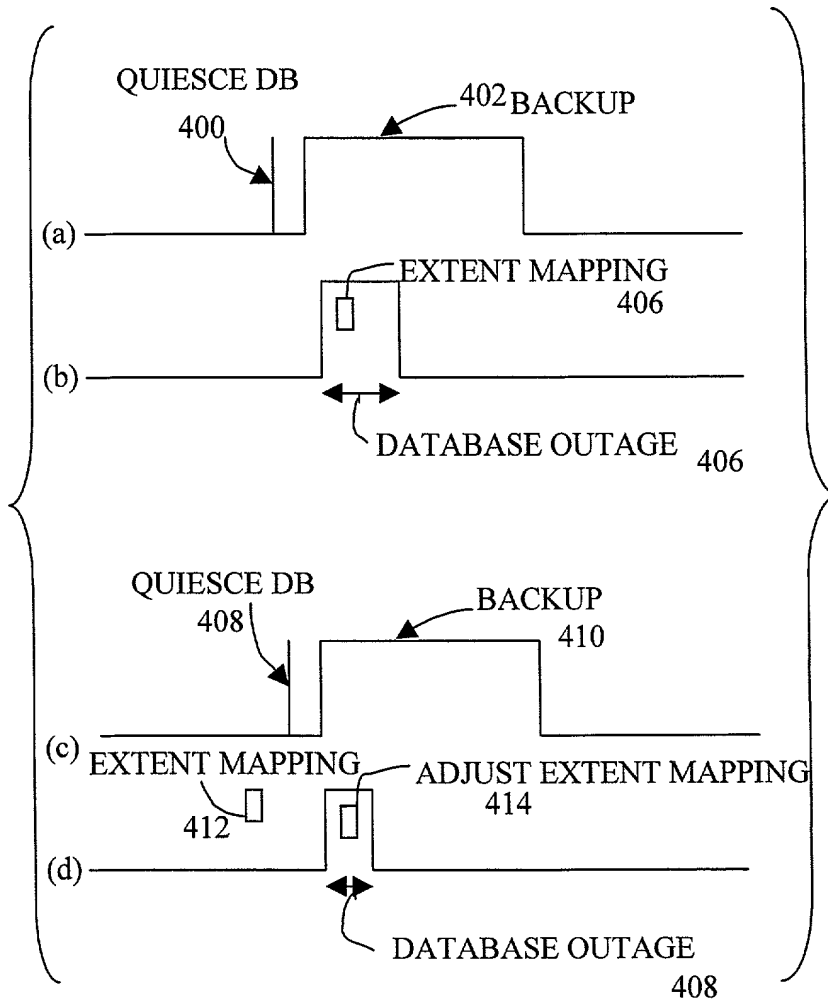 QUIESCE DB
400
402 BACKUP
(a)
EXTENT MAPPING
406
(b)
DATABASE OUTAGE
406
QUIESCE DB
408
BACKUP
410
(c)
EXTENT MAPPING
412
ADJUST EXTENT MAPPING
414
(d)
DATABASE OUTAGE
408